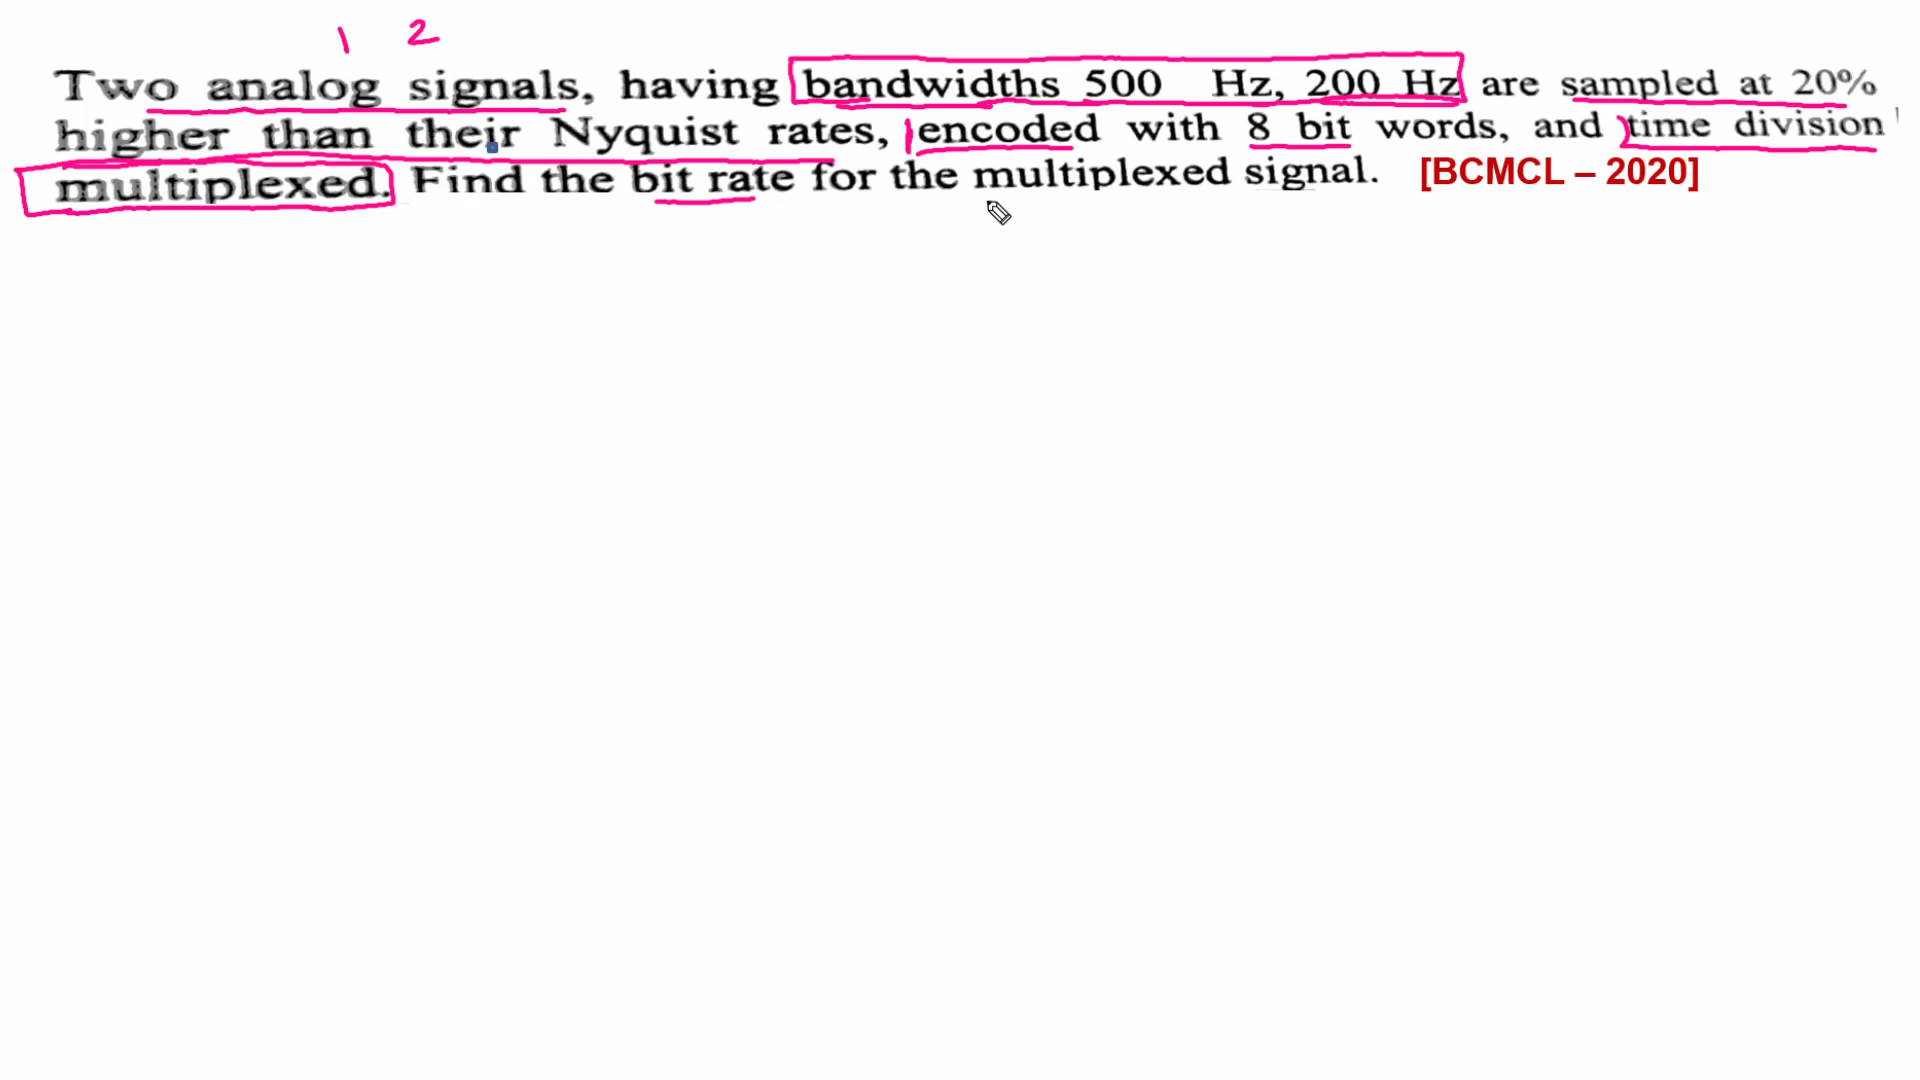 1 2
Two analog signals, having bandwidths 500 Hz, 200 Hz are sampled at 20%
higher than their Nyquist rates, encoded with 8 bit words, and time division
multiplexed. Find the bit rate for the multiplexed signal. [BCMCL – 2020]